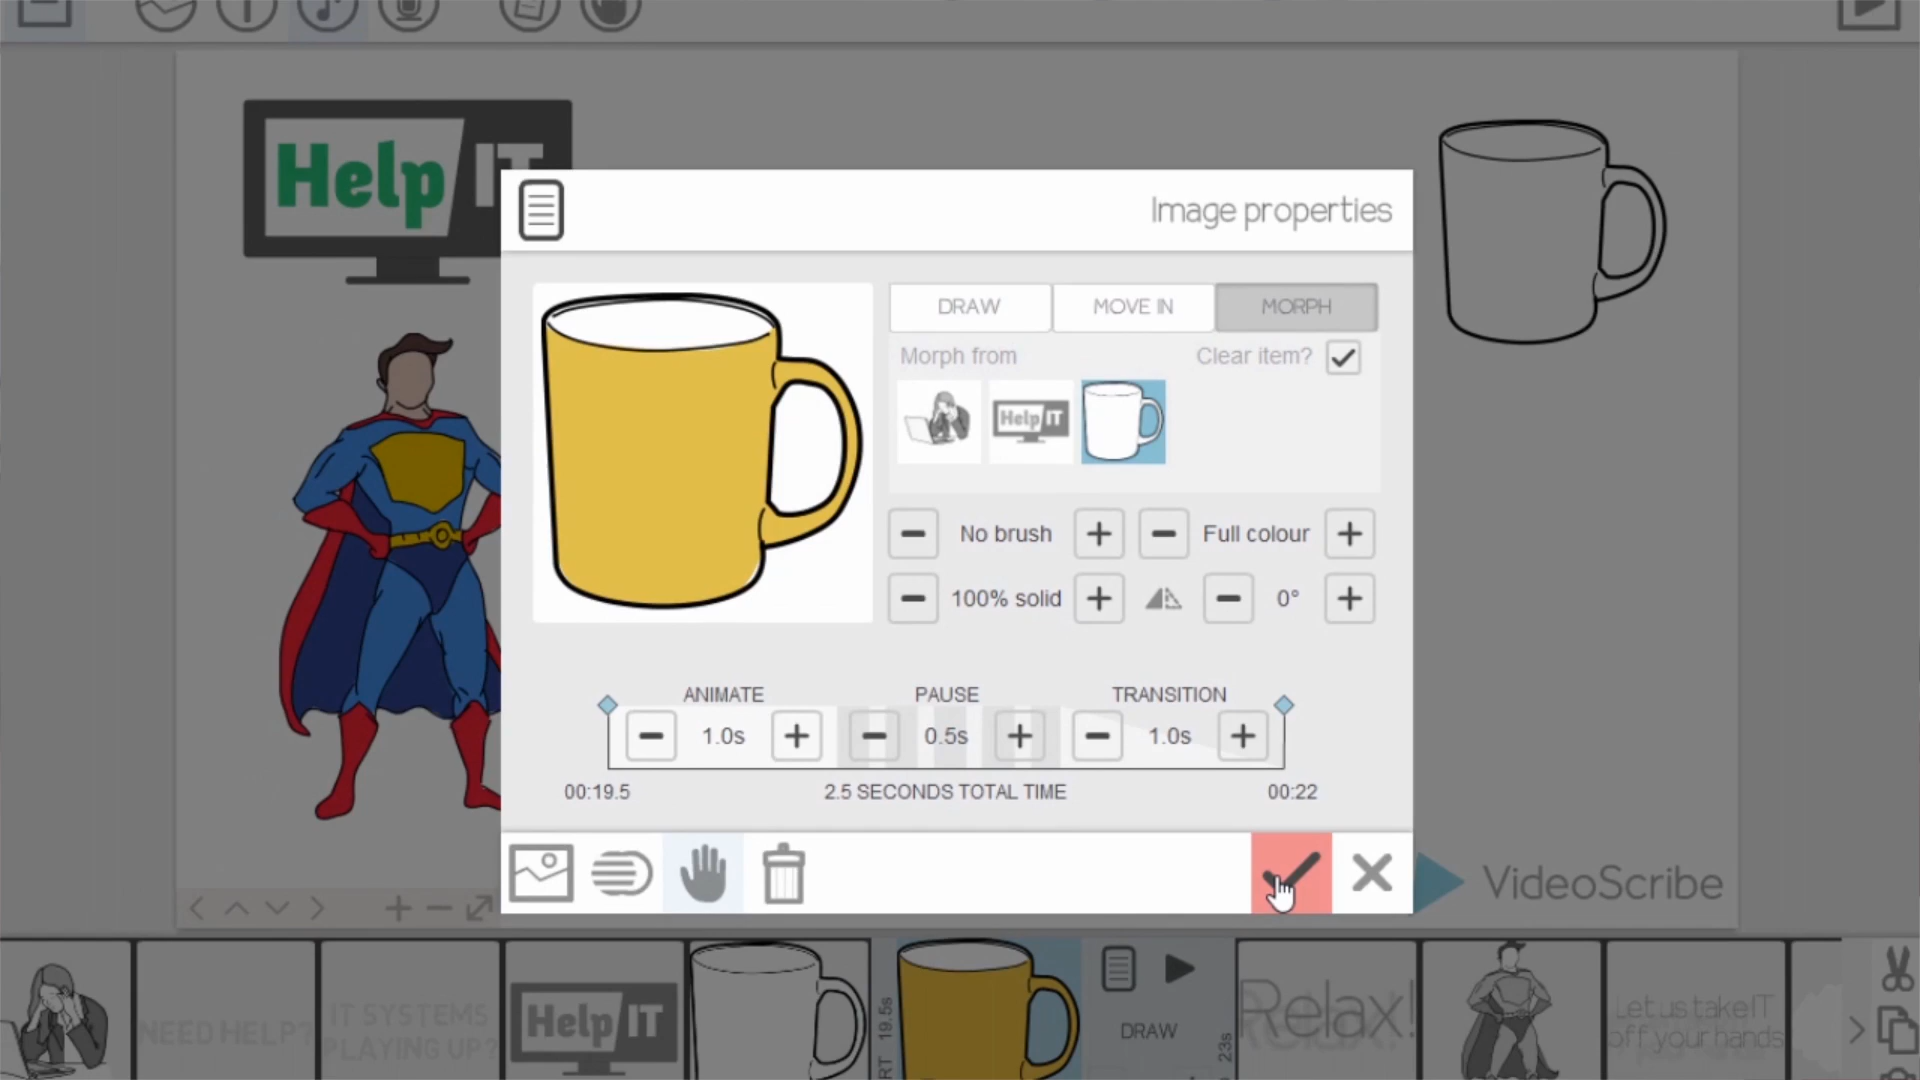 Help IT
Image properties
DRAW MOVE IN MORPH
Morph from Clear item?
Help IT
No brush Full colour
100% solid 0°
ANIMATE PAUSE TRANSITION
1.0s 0.5s 1.0s
00:19.5 2.5 SECONDS TOTAL TIME 00:22
VideoScribe
NEED HELP?
IT SYSTEMS
PLAYING UP?
Help IT
RT 19.5s
DRAW
23s
Relax!
Let us take IT
off your hands